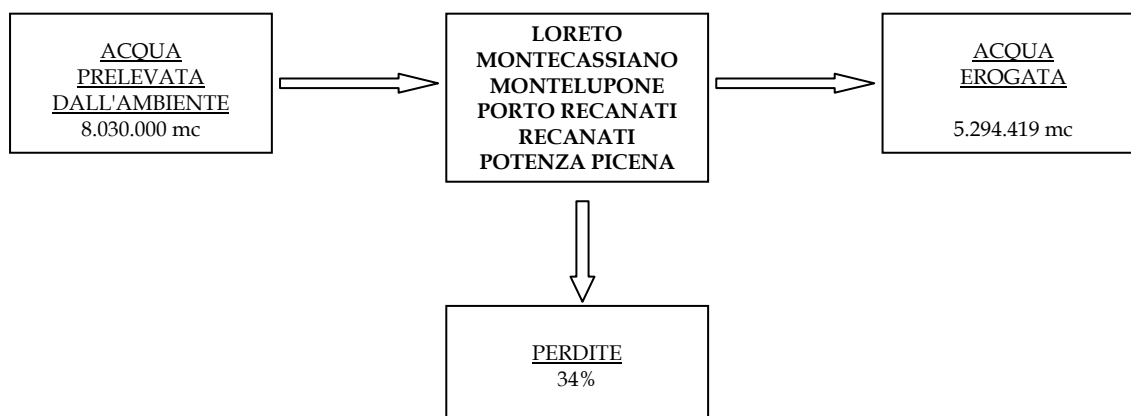 ACQUA
PRELEVATA
DALL'AMBIENTE
8.030.000 mc
LORETO
MONTECASSIANO
MONTELUPONE
PORTO RECANATI
RECANATI
POTENZA PICENA
ACQUA
EROGATA
5.294.419 mc
PERDITE
34%